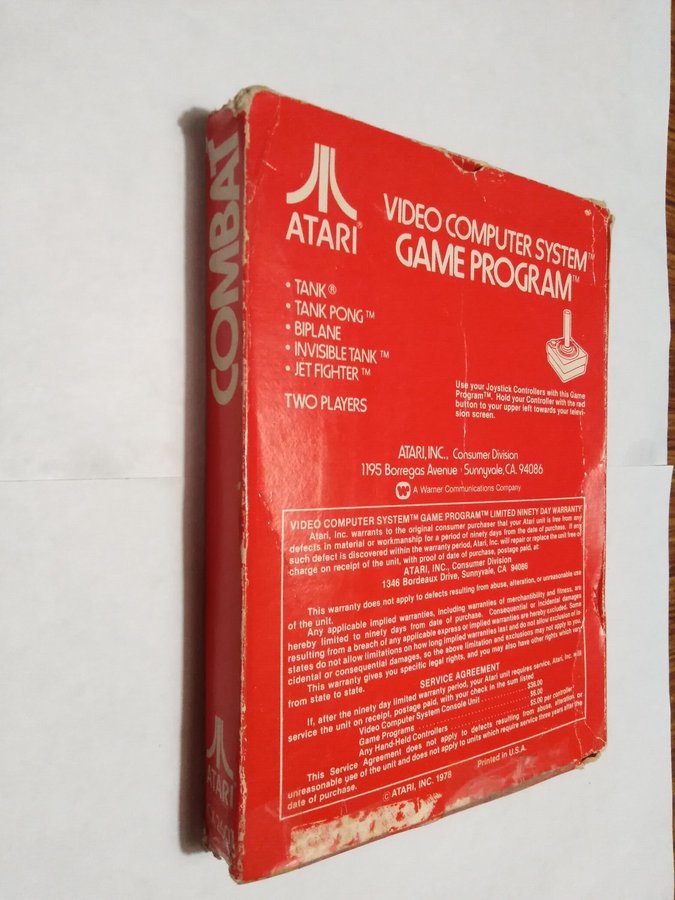 COMBAT
ATARI
ATARI®
VIDEO COMPUTER SYSTEM™
GAME PROGRAM™
• TANK ®
• TANK PONG ™
• BIPLANE
• INVISIBLE TANK ™
• JET FIGHTER ™
TWO PLAYERS
Use your Joystick Controllers with this Game
Program™. Hold your Controller with the red
button to your upper left towards your televi-
sion screen.
ATARI, INC., Consumer Division
1195 Borregas Avenue · Sunnyvale, CA. 94086
A Warner Communications Company
VIDEO COMPUTER SYSTEM™ GAME PROGRAM™ LIMITED NINETY DAY WARRANTY
Atari, Inc. warrants to the original consumer purchaser that your Atari unit is free from any
defects in material or workmanship for a period of ninety days from the date of purchase. If any
such defect is discovered within the warranty period, Atari, Inc. will repair or replace the unit free of
charge on receipt of the unit, with proof of date of purchase, postage paid, at:
ATARI, INC., Consumer Division
1346 Bordeaux Drive, Sunnyvale, CA 94086
This warranty does not apply to defects resulting from abuse, alteration, or unreasonable use
of the unit.
Any applicable implied warranties, including warranties of merchantibility and fitness, are
hereby limited to ninety days from date of purchase. Consequential or incidental damages
resulting from a breach of any applicable express or implied warranties are hereby excluded. Some
states do not allow limitations on how long implied warranties last and do not allow exclusion of in-
cidental or consequential damages, so the above limitation and exclusions may not apply to you.
This warranty gives you specific legal rights, and you may also have other rights which vary
from state to state.
SERVICE AGREEMENT
If, after the ninety day limited warranty period, your Atari unit requires service, Atari, Inc. will
service the unit on receipt, postage paid, with your check in the sum listed
Video Computer System Console Unit . . . $36.00
Game Programs . . . $6.00
Any Hand-Held Controllers . . . $5.00 per controller
This Service Agreement does not apply to defects resulting from abuse, alteration, or
unreasonable use of the unit and does not apply to units which require service three years after the
date of purchase.
© ATARI, INC. 1978
Printed in U.S.A.